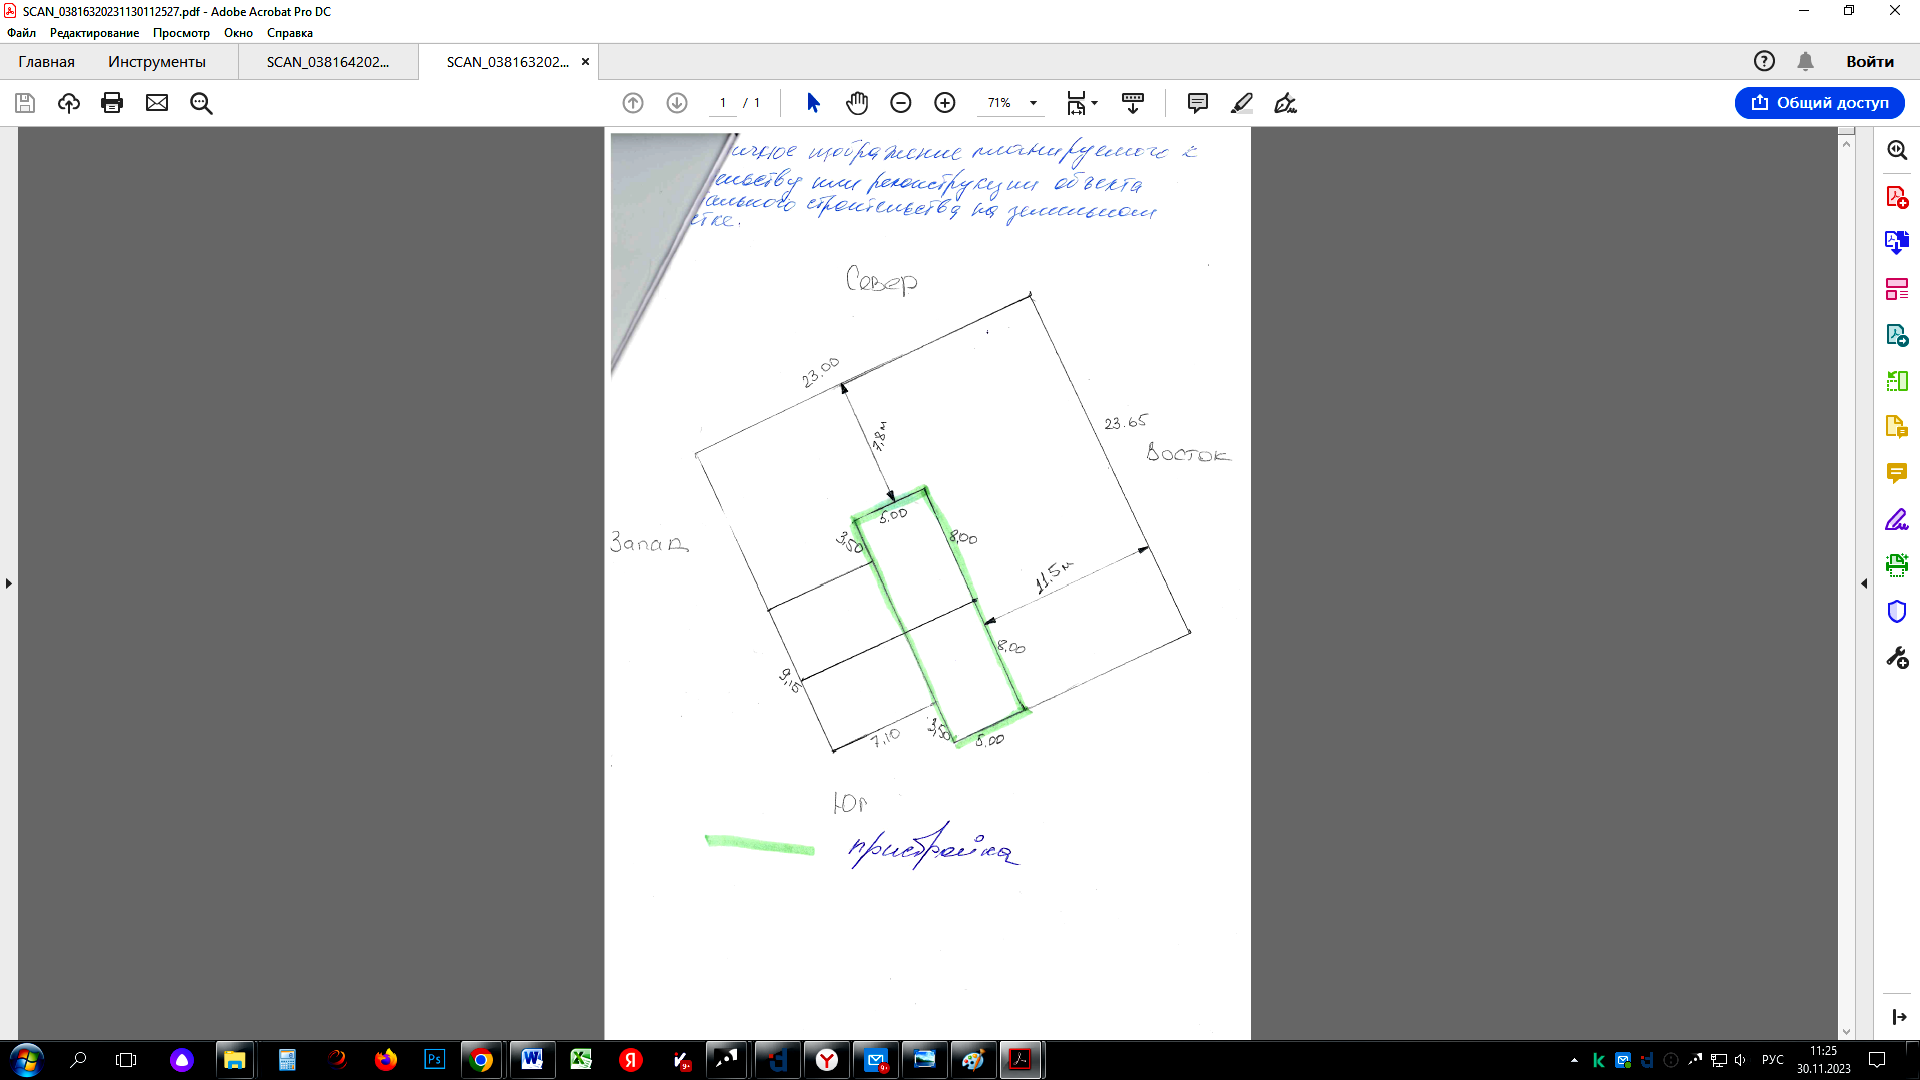 SCAN_03816320231130112527.pdf - Adobe Acrobat Pro DC
Файл Редактирование Просмотр Окно Справка
Главная Инструменты SCAN_038164202... SCAN_038163202... ×
Войти
1 / 1 71% Общий доступ
ичное изображение планируемого к
ельству или реконструкции объекта
тального строительства на земельном
стке.
Север
23.00
7,8м
23.65
Восток
5.00
3,50
8,00
Запад
11.5м
8,00
9,15
3,50
7,10
5.00
Юг
пристройка
РУС
11:25
30.11.2023